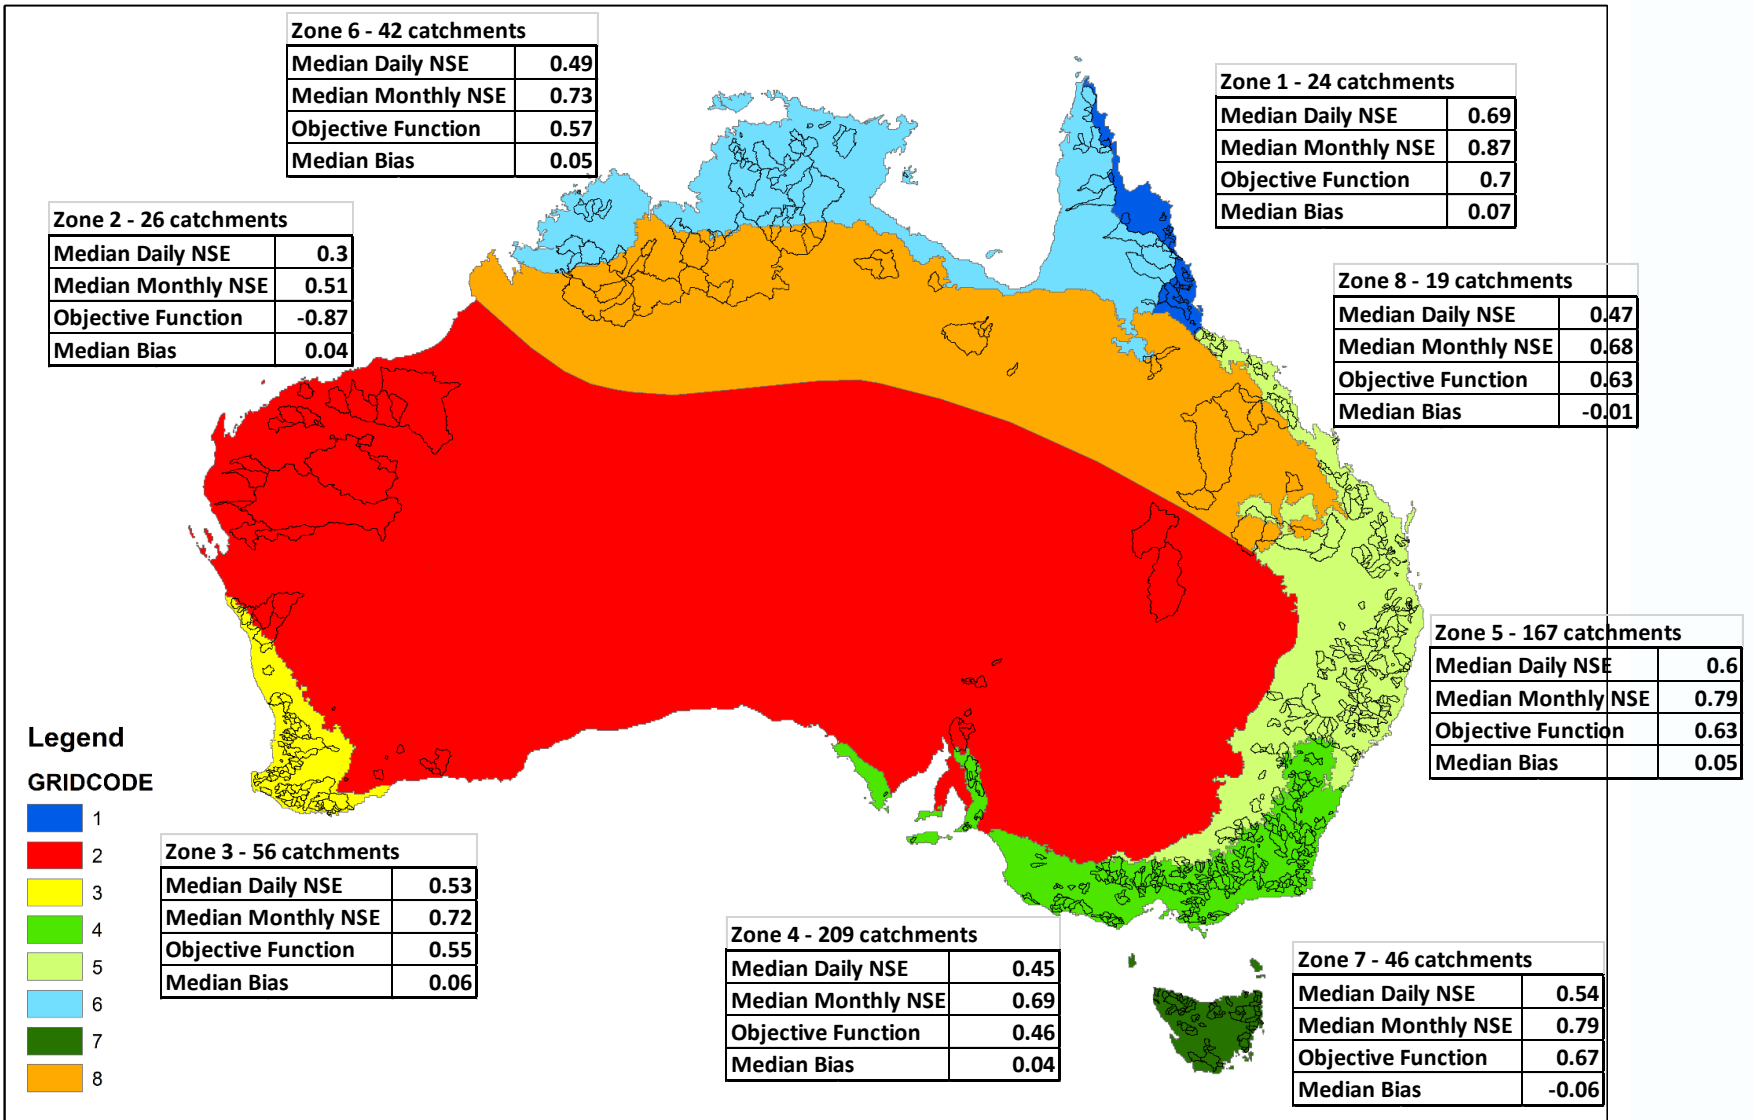 Zone 6 - 42 catchments
Median Daily NSE 0.49
Median Monthly NSE 0.73
Objective Function 0.57
Median Bias 0.05
Zone 1 - 24 catchments
Median Daily NSE 0.69
Median Monthly NSE 0.87
Objective Function 0.7
Median Bias 0.07
Zone 2 - 26 catchments
Median Daily NSE 0.3
Median Monthly NSE 0.51
Objective Function -0.87
Median Bias 0.04
Zone 8 - 19 catchments
Median Daily NSE 0.47
Median Monthly NSE 0.68
Objective Function 0.63
Median Bias -0.01
Zone 5 - 167 catchments
Median Daily NSE 0.6
Median Monthly NSE 0.79
Objective Function 0.63
Median Bias 0.05
Legend
GRIDCODE
1
2
3
4
5
6
7
8
Zone 3 - 56 catchments
Median Daily NSE 0.53
Median Monthly NSE 0.72
Objective Function 0.55
Median Bias 0.06
Zone 4 - 209 catchments
Median Daily NSE 0.45
Median Monthly NSE 0.69
Objective Function 0.46
Median Bias 0.04
Zone 7 - 46 catchments
Median Daily NSE 0.54
Median Monthly NSE 0.79
Objective Function 0.67
Median Bias -0.06